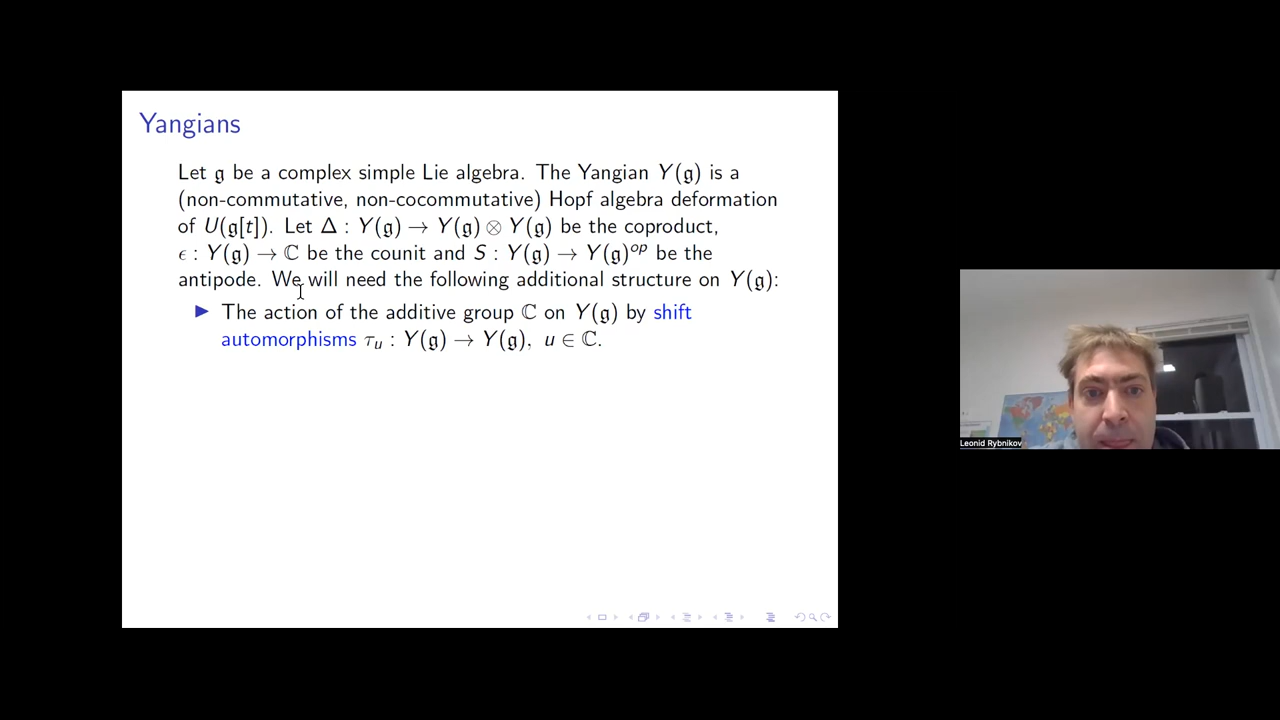 Yangians
Let 𝔤 be a complex simple Lie algebra. The Yangian Y(𝔤) is a
(non-commutative, non-cocommutative) Hopf algebra deformation
of U(𝔤[t]). Let Δ : Y(𝔤) → Y(𝔤) ⊗ Y(𝔤) be the coproduct,
ϵ : Y(𝔤) → ℂ be the counit and S : Y(𝔤) → Y(𝔤)^{op} be the
antipode. We will need the following additional structure on Y(𝔤):
▶ The action of the additive group ℂ on Y(𝔤) by shift
automorphisms τ_u : Y(𝔤) → Y(𝔤), u ∈ ℂ.
Leonid Rybnikov